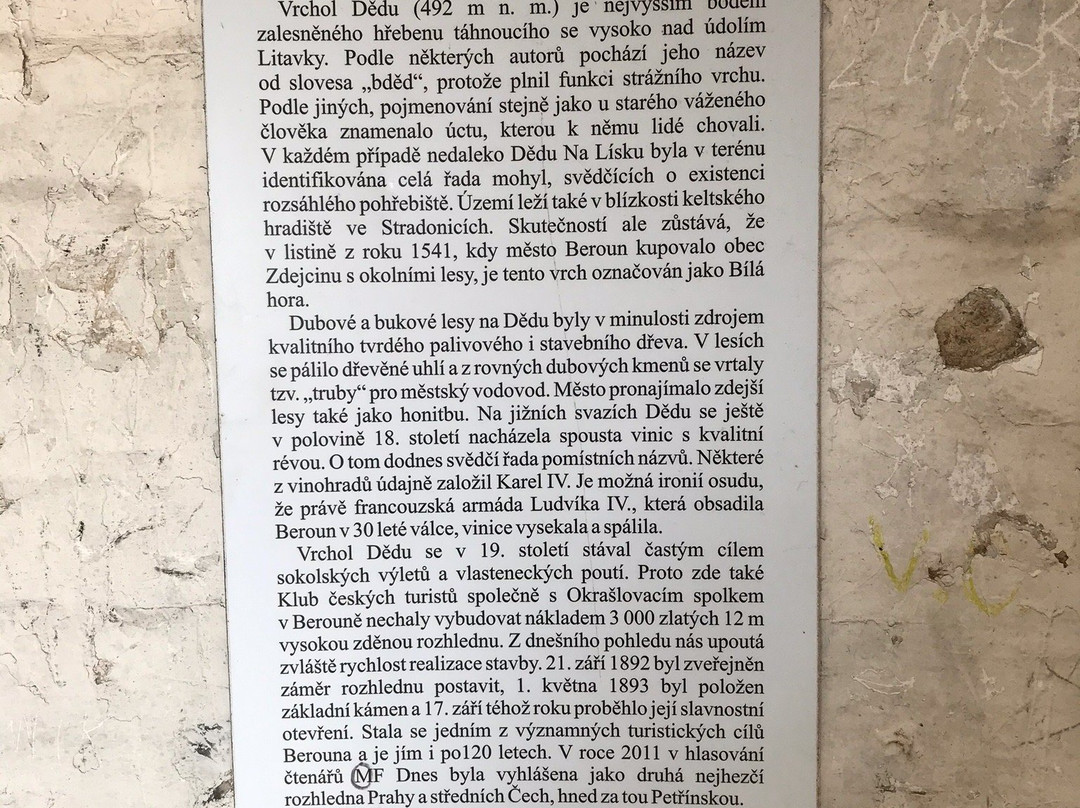 Vrchol Dědu (492 m n. m.) je nejvyšším bodem
zalesněného hřebenu táhnoucího se vysoko nad údolím
Litavky. Podle některých autorů pochází jeho název
od slovesa „bděd“, protože plnil funkci strážního vrchu.
Podle jiných, pojmenování stejně jako u starého váženého
člověka znamenalo úctu, kterou k němu lidé chovali.
V každém případě nedaleko Dědu Na Lísku byla v terénu
identifikována celá řada mohyl, svědčících o existenci
rozsáhlého pohřebiště. Území leží také v blízkosti keltského
hradiště ve Stradonicích. Skutečností ale zůstává, že
v listině z roku 1541, kdy město Beroun kupovalo obec
Zdejcinu s okolními lesy, je tento vrch označován jako Bílá
hora.
Dubové a bukové lesy na Dědu byly v minulosti zdrojem
kvalitního tvrdého palivového i stavebního dřeva. V lesích
se pálilo dřevěné uhlí a z rovných dubových kmenů se vrtaly
tzv. „truby“ pro městský vodovod. Město pronajímalo zdejší
lesy také jako honitbu. Na jižních svazích Dědu se ještě
v polovině 18. století nacházela spousta vinic s kvalitní
révou. O tom dodnes svědčí řada pomístních názvů. Některé
z vinohradů údajně založil Karel IV. Je možná ironií osudu,
že právě francouzská armáda Ludvíka IV., která obsadila
Beroun v 30 leté válce, vinice vysekala a spálila.
Vrchol Dědu se v 19. století stával častým cílem
sokolských výletů a vlasteneckých poutí. Proto zde také
Klub českých turistů společně s Okrašlovacím spolkem
v Berouně nechaly vybudovat nákladem 3 000 zlatých 12 m
vysokou zděnou rozhlednu. Z dnešního pohledu nás upoutá
zvláště rychlost realizace stavby. 21. září 1892 byl zveřejněn
záměr rozhlednu postavit, 1. května 1893 byl položen
základní kámen a 17. září téhož roku proběhlo její slavnostní
otevření. Stala se jedním z významných turistických cílů
Berouna a je jím i po120 letech. V roce 2011 v hlasování
čtenářů MF Dnes byla vyhlášena jako druhá nejhezčí
rozhledna Prahy a středních Čech, hned za tou Petřínskou.
V.C